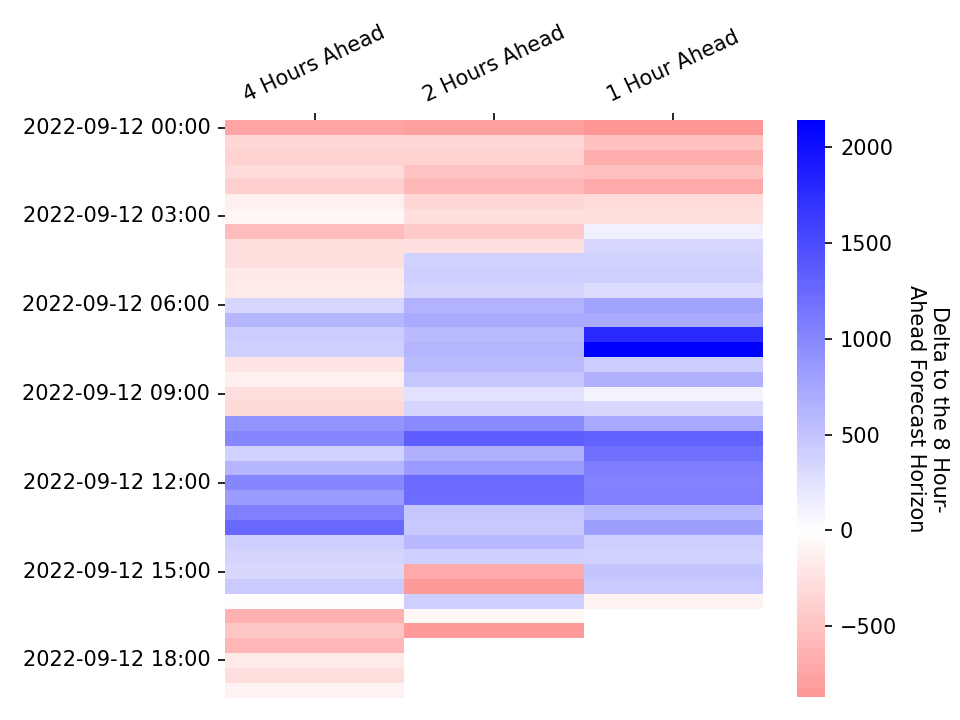 4 Hours Ahead
2 Hours Ahead
1 Hour Ahead
2022-09-12 00:00
2022-09-12 03:00
2022-09-12 06:00
2022-09-12 09:00
2022-09-12 12:00
2022-09-12 15:00
2022-09-12 18:00
2000
1500
1000
500
0
−500
Delta to the 8 Hour-
Ahead Forecast Horizon